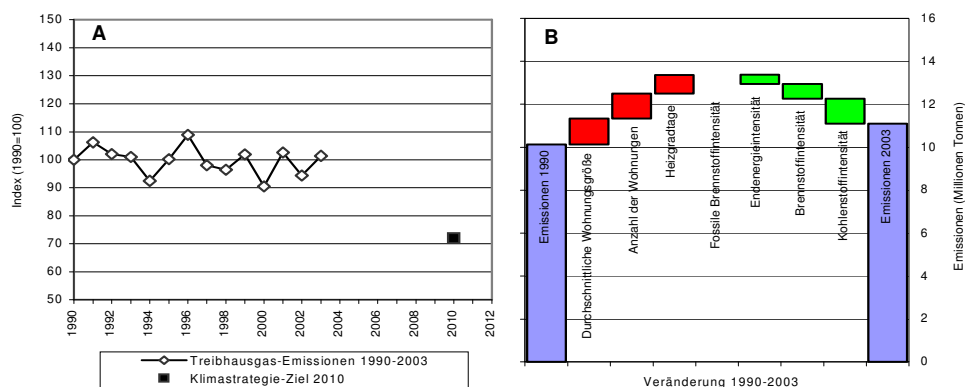 A
Index (1990=100)
150
140
130
120
110
100
90
80
70
60
50
1990
1992
1994
1996
1998
2000
2002
2003
2010
2012
Treibhausgas-Emissionen 1990-2003
Klimastrategie-Ziel 2010
B
Emissionen 1990
Durchschnittliche Wohnungsgröße
Anzahl der Wohnungen
Heizgradtage
Fossile Brennstoffintensität
Endenergieintensität
Brennstoffintensität
Kohlenstoffintensität
Emissionen 2003
16
14
12
10
8
6
4
2
0
Emissionen (Millionen Tonnen)
Veränderung 1990-2003